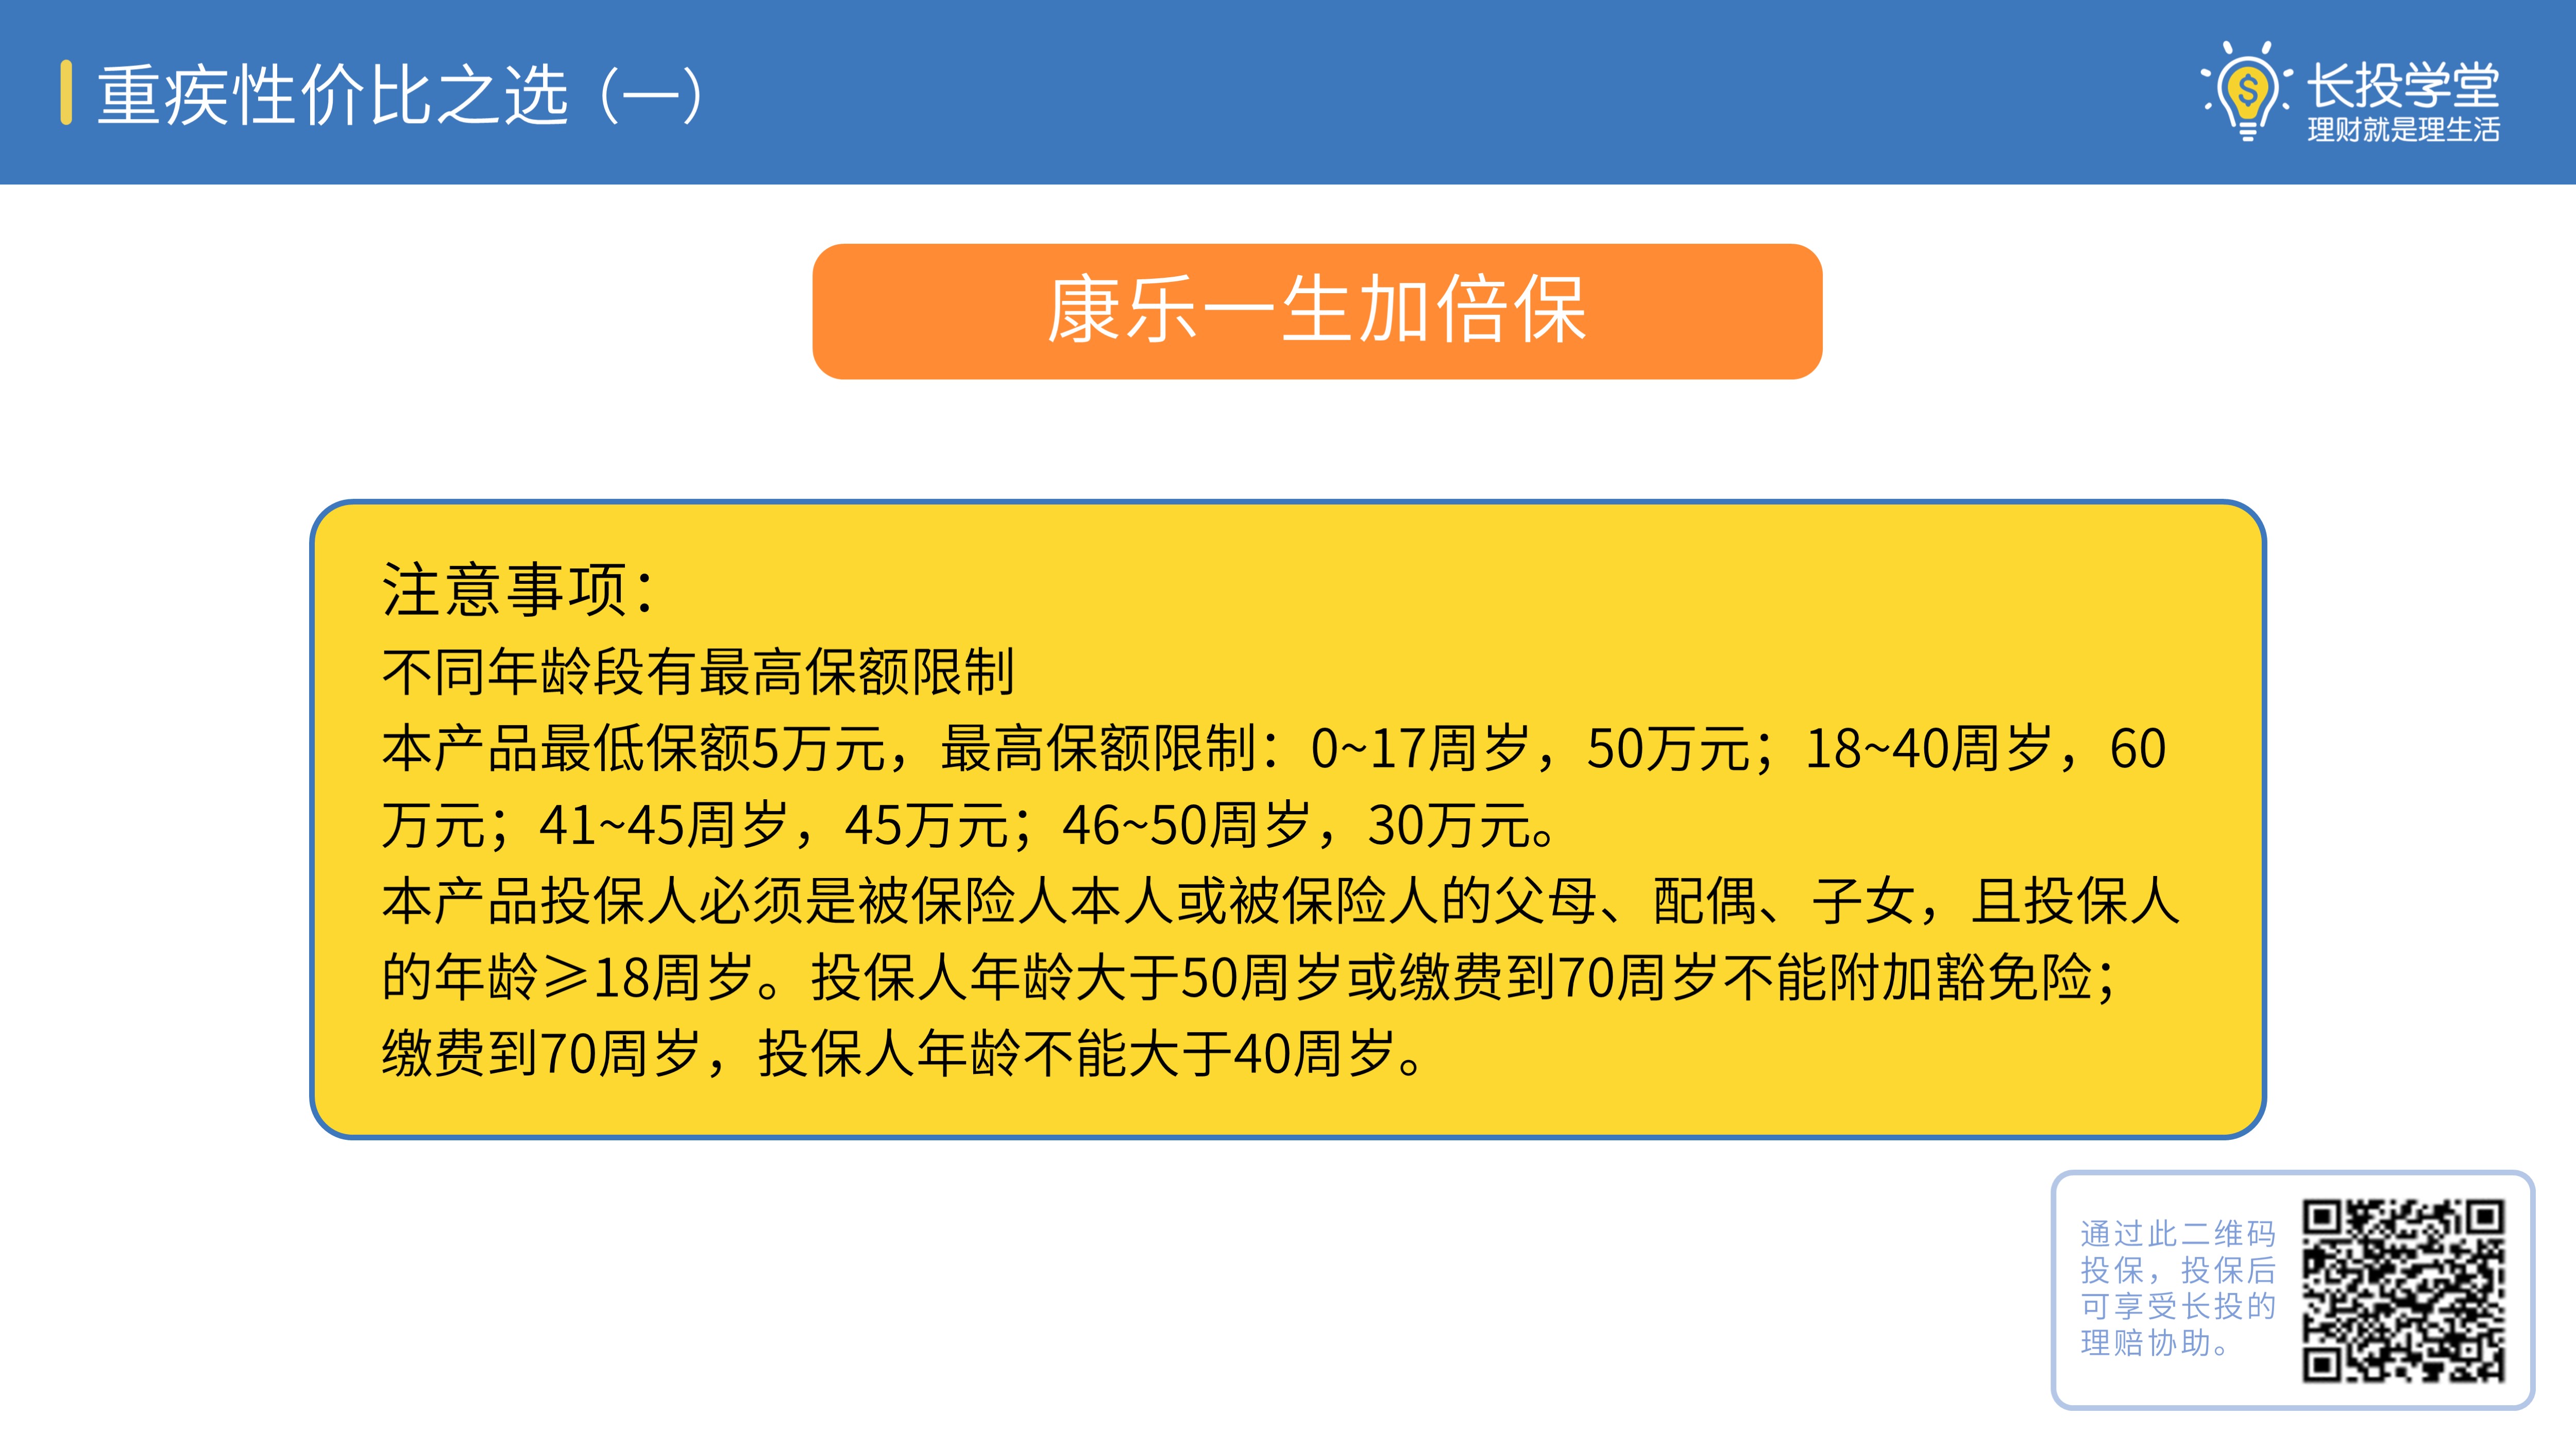 重疾性价比之选（一）
长投学堂
理财就是理生活
康乐一生加倍保
注意事项：
不同年龄段有最高保额限制
本产品最低保额5万元，最高保额限制：0~17周岁，50万元；18~40周岁，60
万元；41~45周岁，45万元；46~50周岁，30万元。
本产品投保人必须是被保险人本人或被保险人的父母、配偶、子女，且投保人
的年龄≥18周岁。投保人年龄大于50周岁或缴费到70周岁不能附加豁免险；
缴费到70周岁，投保人年龄不能大于40周岁。
通过此二维码
投保，投保后
可享受长投的
理赔协助。